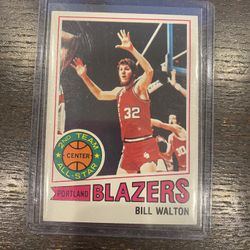 32
2ND TEAM
CENTER
ALL-STAR
PORTLAND
BLAZERS
BILL WALTON